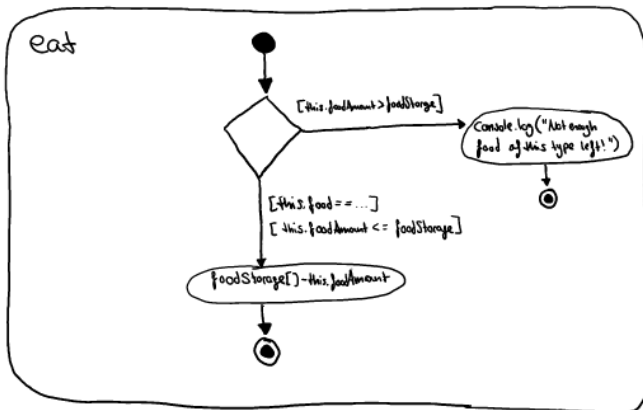 eat
[this.foodAmount>foodStorge]
Console.log("Not enough
food of this type left!")
[this.food == ...]
[this.foodAmount <= foodStorage]
foodStorage[]-this.foodAmount